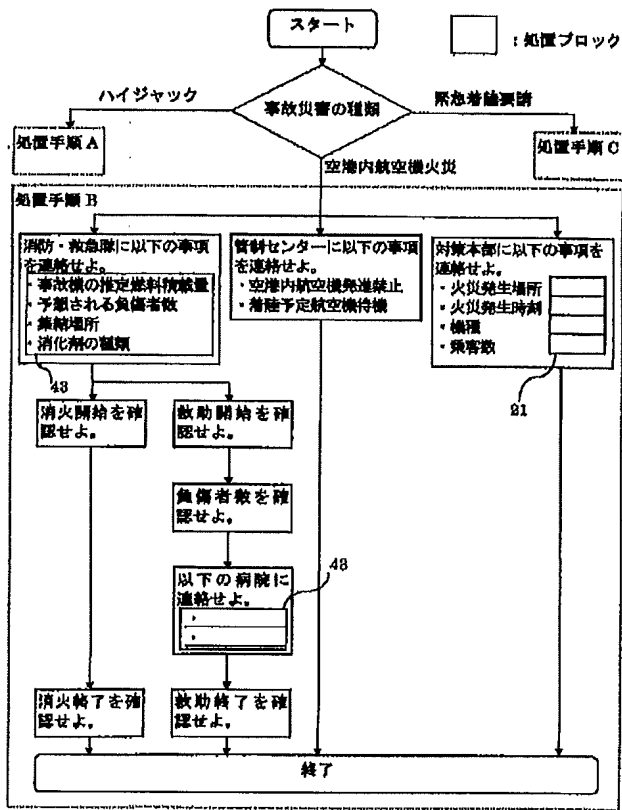 スタート
：処置ブロック
事故災害の種類
ハイジャック
緊急着陸要請
処置手順 A
処置手順 C
空港内航空機火災
処置手順 B
消防・救急隊に以下の事項
を連絡せよ。
・事故機の推定燃料積載量
・予想される負傷者数
・集結場所
・消化剤の種類
管制センターに以下の事項
を連絡せよ。
・空港内航空機発進禁止
・着陸予定航空機待機
対策本部に以下の事項を
連絡せよ。
・火災発生場所
・火災発生時刻
・機種
・乗客数
43
21
消火開始を確
認せよ。
救助開始を確
認せよ。
負傷者数を確
認せよ。
以下の病院に
連絡せよ。
・
・
43
消火終了を確
認せよ。
救助終了を確
認せよ。
終了